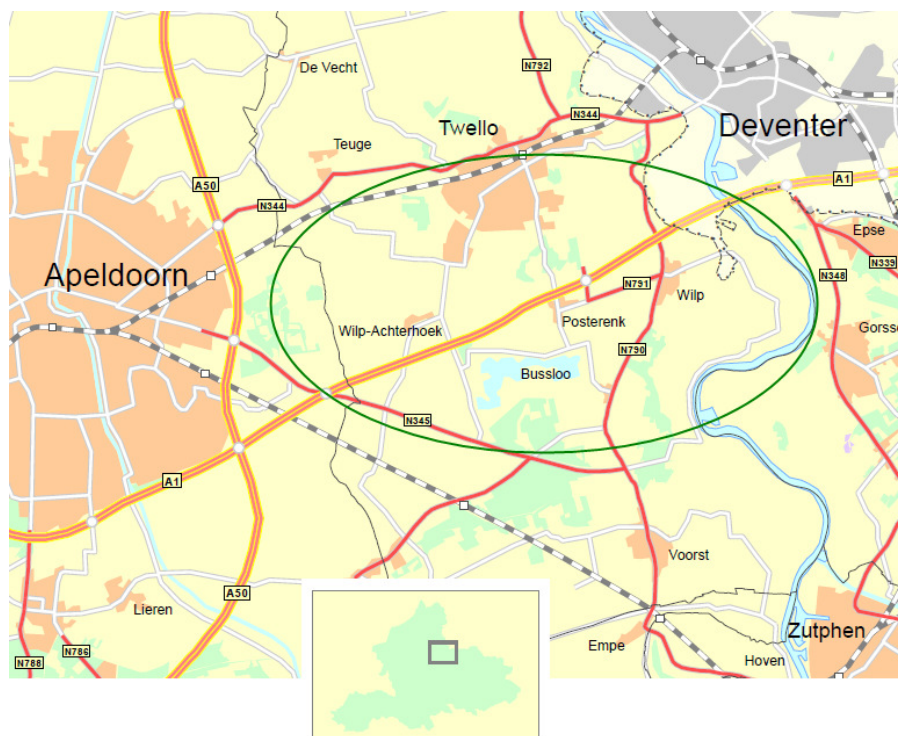 De Vecht
N792
N344
Twello
Deventer
Teuge
A50
N344
A1
Epse
N339
N348
Apeldoorn
N791
Wilp
Posterenk
Wilp-Achterhoek
Gorsse
N790
Bussloo
N345
A1
Voorst
A50
Lieren
Zutphen
Empe
Hoven
N788
N786
N348